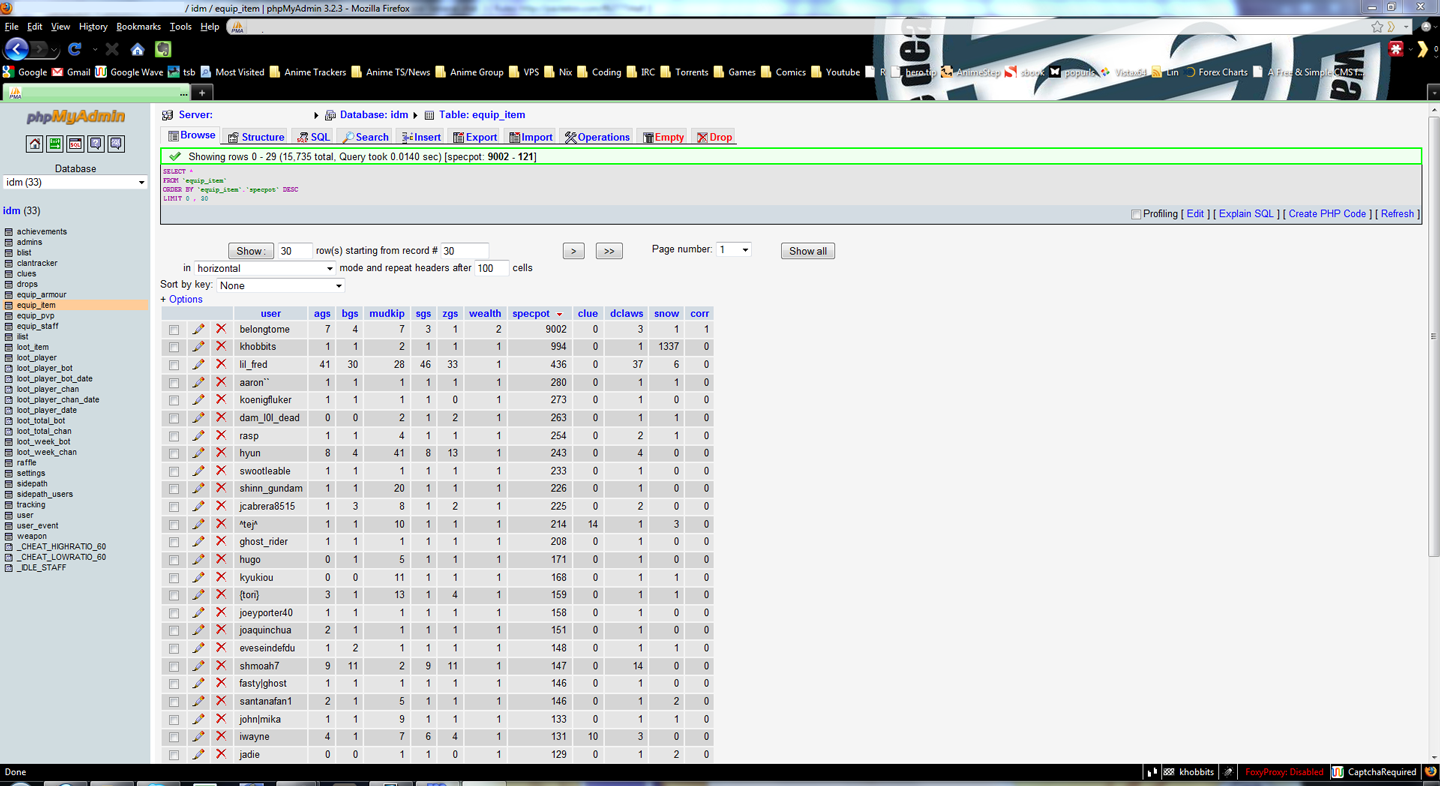 / idm / equip_item | phpMyAdmin 3.2.3 - Mozilla Firefox
File Edit View History Bookmarks Tools Help
Google Gmail Google Wave tsb Most Visited Anime Trackers Anime TS/News Anime Group VPS Nix Coding IRC Torrents Games Comics Youtube R hero.tip AnimeStep obook popurls Vista64 Lin Forex Charts A Free & Simple CMS T...
...
phpMyAdmin
Database
idm (33)
idm (33)
achievements
admins
blist
clantracker
clues
drops
equip_armour
equip_item
equip_pvp
equip_staff
ilist
loot_item
loot_player
loot_player_bot
loot_player_bot_date
loot_player_chan
loot_player_chan_date
loot_player_date
loot_total_bot
loot_total_chan
loot_week_bot
loot_week_chan
raffle
settings
sidepath
sidepath_users
tracking
user
user_event
weapon
_CHEAT_HIGHRATIO_60
_CHEAT_LOWRATIO_60
_IDLE_STAFF
Server: Database: idm Table: equip_item
Browse Structure SQL Search Insert Export Import Operations Empty Drop
Showing rows 0 - 29 (15,735 total, Query took 0.0140 sec) [specpot: 9002 - 121]
SELECT *
FROM `equip_item`
ORDER BY `equip_item`.`specpot` DESC
LIMIT 0 , 30
Profiling [ Edit ] [ Explain SQL ] [ Create PHP Code ] [ Refresh ]
Show : 30 row(s) starting from record # 30 > >> Page number: 1 Show all
in horizontal mode and repeat headers after 100 cells
Sort by key: None
+ Options
user ags bgs mudkip sgs zgs wealth specpot clue dclaws snow corr
belongtome 7 4 7 3 1 2 9002 0 3 1 1
khobbits 1 1 2 1 1 1 994 0 1 1337 0
lil_fred 41 30 28 46 33 1 436 0 37 6 0
aaron`` 1 1 1 1 1 1 280 0 1 1 0
koenigfluker 1 1 1 1 0 1 273 0 1 0 0
dam_l0l_dead 0 0 2 1 2 1 263 0 1 1 0
rasp 1 1 4 1 1 1 254 0 2 1 0
hyun 8 4 41 8 13 1 243 0 4 0 0
swootleable 1 1 1 1 1 1 233 0 1 0 0
shinn_gundam 1 1 20 1 1 1 226 0 1 0 0
jcabrera8515 1 3 8 1 2 1 225 0 2 0 0
^tej^ 1 1 10 1 1 1 214 14 1 3 0
ghost_rider 1 1 1 1 1 1 208 0 1 0 0
hugo 0 1 5 1 1 1 171 0 1 0 0
kyukiou 0 0 11 1 1 1 168 0 1 1 0
{tori} 3 1 13 1 4 1 159 0 1 1 0
joeyporter40 1 1 1 1 1 1 158 0 1 0 0
joaquinchua 2 1 1 1 1 1 151 0 1 0 0
eveseindefdu 1 2 1 1 1 1 148 0 1 1 0
shmoah7 9 11 2 9 11 1 147 0 14 0 0
fasty|ghost 1 1 1 1 1 1 146 0 1 0 0
santanafan1 2 1 5 1 1 1 146 0 1 2 0
john|mika 1 1 9 1 1 1 133 0 1 1 0
iwayne 4 1 7 6 4 1 131 10 3 0 0
jadie 0 0 1 1 0 1 129 0 1 2 0
Done khobbits FoxyProxy: Disabled CaptchaRequired